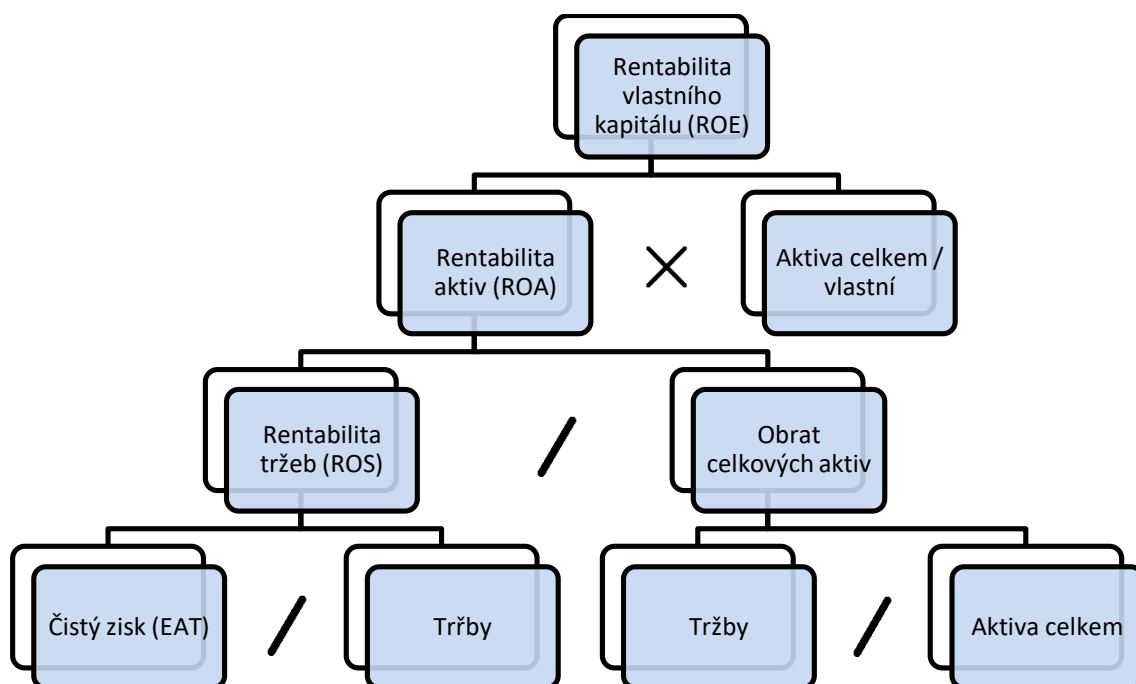 Rentabilita
vlastního
kapitálu (ROE)
Rentabilita
aktiv (ROA)
Aktiva celkem /
vlastní
Rentabilita
tržeb (ROS)
Obrat
celkových aktiv
Čistý zisk (EAT)
Trřby
Tržby
Aktiva celkem